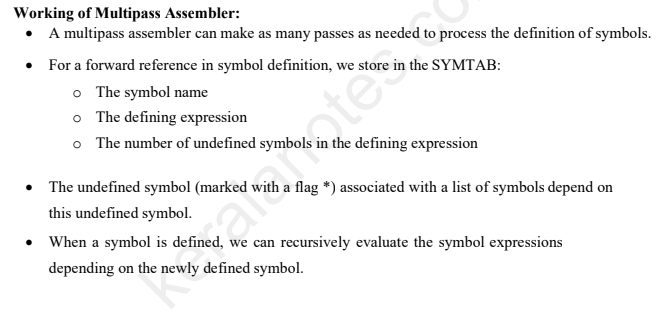 Working of Multipass Assembler:
• A multipass assembler can make as many passes as needed to process the definition of symbols.
• For a forward reference in symbol definition, we store in the SYMTAB:
o The symbol name
o The defining expression
o The number of undefined symbols in the defining expression
• The undefined symbol (marked with a flag *) associated with a list of symbols depend on
this undefined symbol.
• When a symbol is defined, we can recursively evaluate the symbol expressions
depending on the newly defined symbol.
keralanotes.co